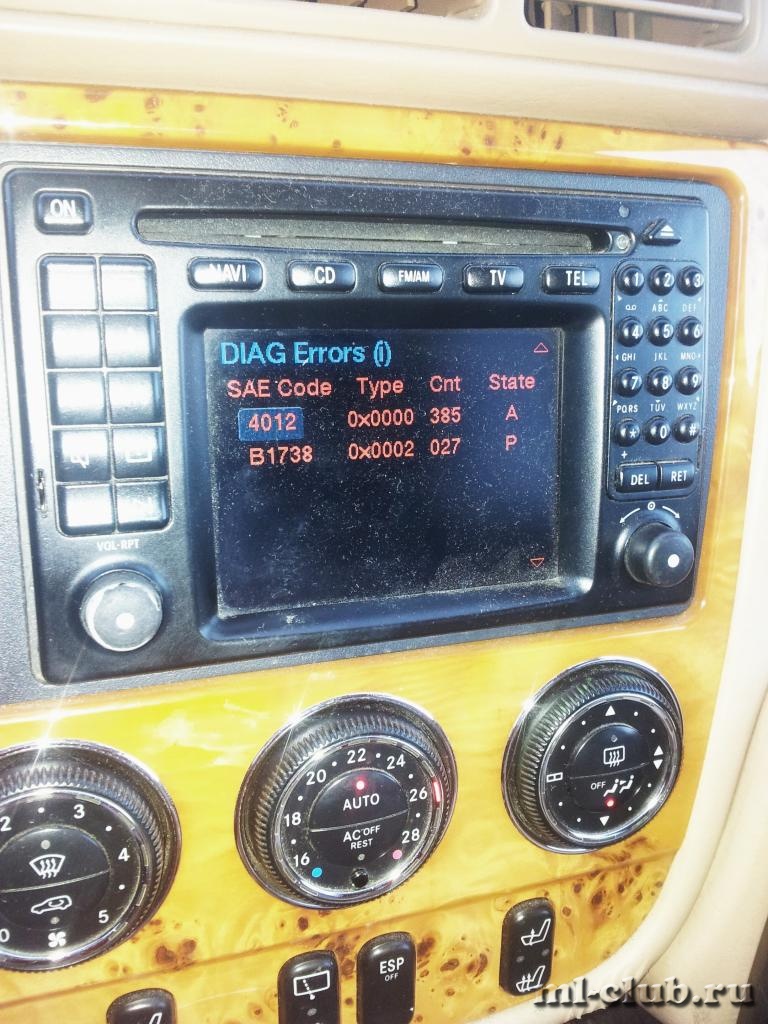 ON
NAVI CD FM/AM TV TEL
1 2 3
ABC DEF
4 5 6
GHI JKL MNO
7 8 9
PQRS TUV WXYZ
* 0 #
+
DEL RET
DIAG Errors (i)
SAE Code Type Cnt State
4012 0x0000 385 A
B1738 0x0002 027 P
VOL-RPT
2 3 4 5 0
16 18 20 22 24 26 28
AUTO
AC OFF
REST
OFF
ESP
OFF
ml-club.ru